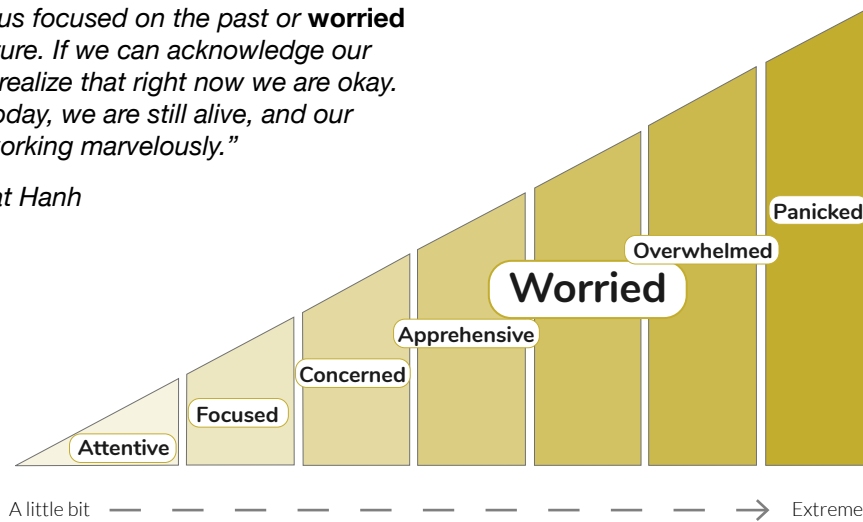 us focused on the past or worried
ture. If we can acknowledge our
realize that right now we are okay.
oday, we are still alive, and our
vorking marvelously.”
at Hanh
Panicked
Overwhelmed
Worried
Apprehensive
Concerned
Focused
Attentive
A little bit
Extreme